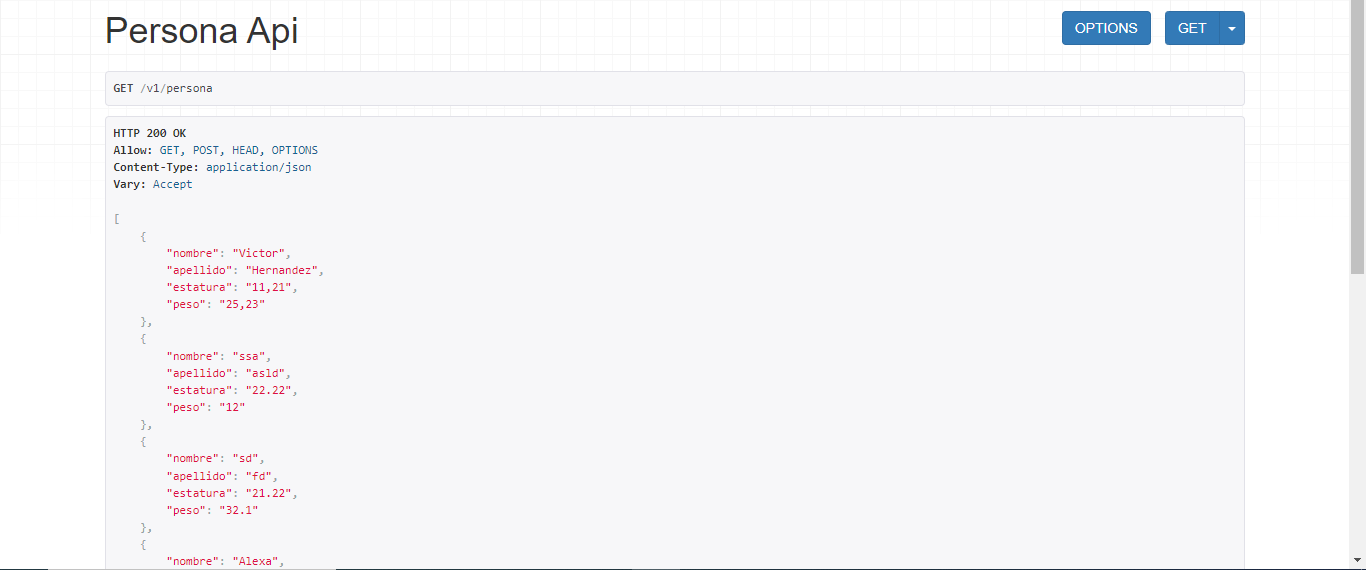 Persona Api
OPTIONS
GET
GET /v1/persona
HTTP 200 OK
Allow: GET, POST, HEAD, OPTIONS
Content-Type: application/json
Vary: Accept
[
{
"nombre": "Victor",
"apellido": "Hernandez",
"estatura": "11,21",
"peso": "25,23"
},
{
"nombre": "ssa",
"apellido": "asld",
"estatura": "22.22",
"peso": "12"
},
{
"nombre": "sd",
"apellido": "fd",
"estatura": "21.22",
"peso": "32.1"
},
{
"nombre": "Alexa",